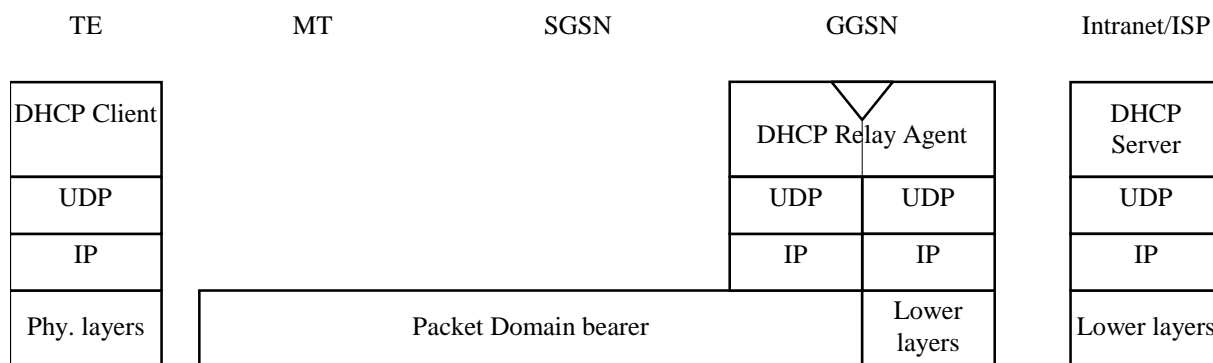 TE MT SGSN GGSN Intranet/ISP
DHCP Client
DHCP Relay Agent
DHCP
Server
UDP UDP UDP UDP
IP IP IP IP
Phy. layers Packet Domain bearer Lower
layers Lower layers